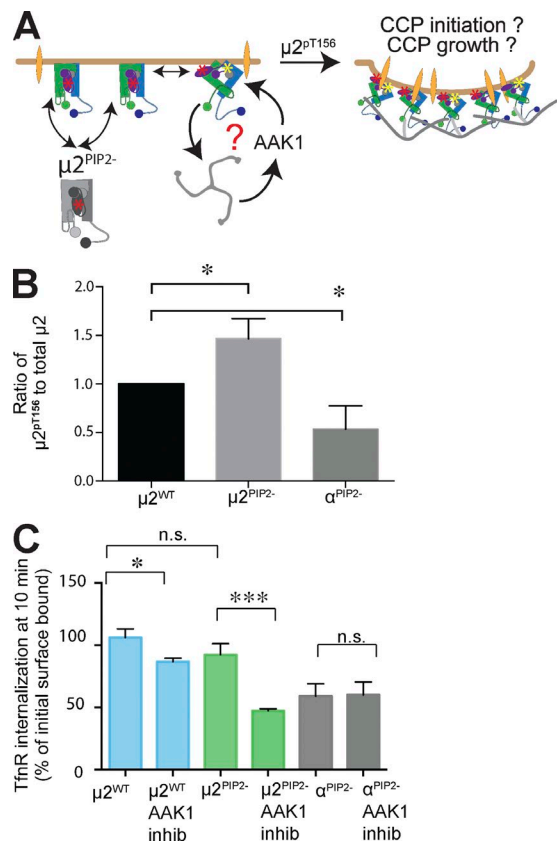 A
μ2pT156
CCP initiation ?
CCP growth ?
?
AAK1
μ2PIP2-
B
Ratio of
μ2pT156 to total μ2
2.0
1.5
1.0
0.5
0.0
*
*
μ2WT
μ2PIP2-
αPIP2-
C
TfnR internalization at 10 min
(% of initial surface bound)
150
100
50
0
n.s.
*
***
n.s.
μ2WT
μ2WT
AAK1
inhib
μ2PIP2-
μ2PIP2-
AAK1
inhib
αPIP2-
αPIP2-
AAK1
inhib